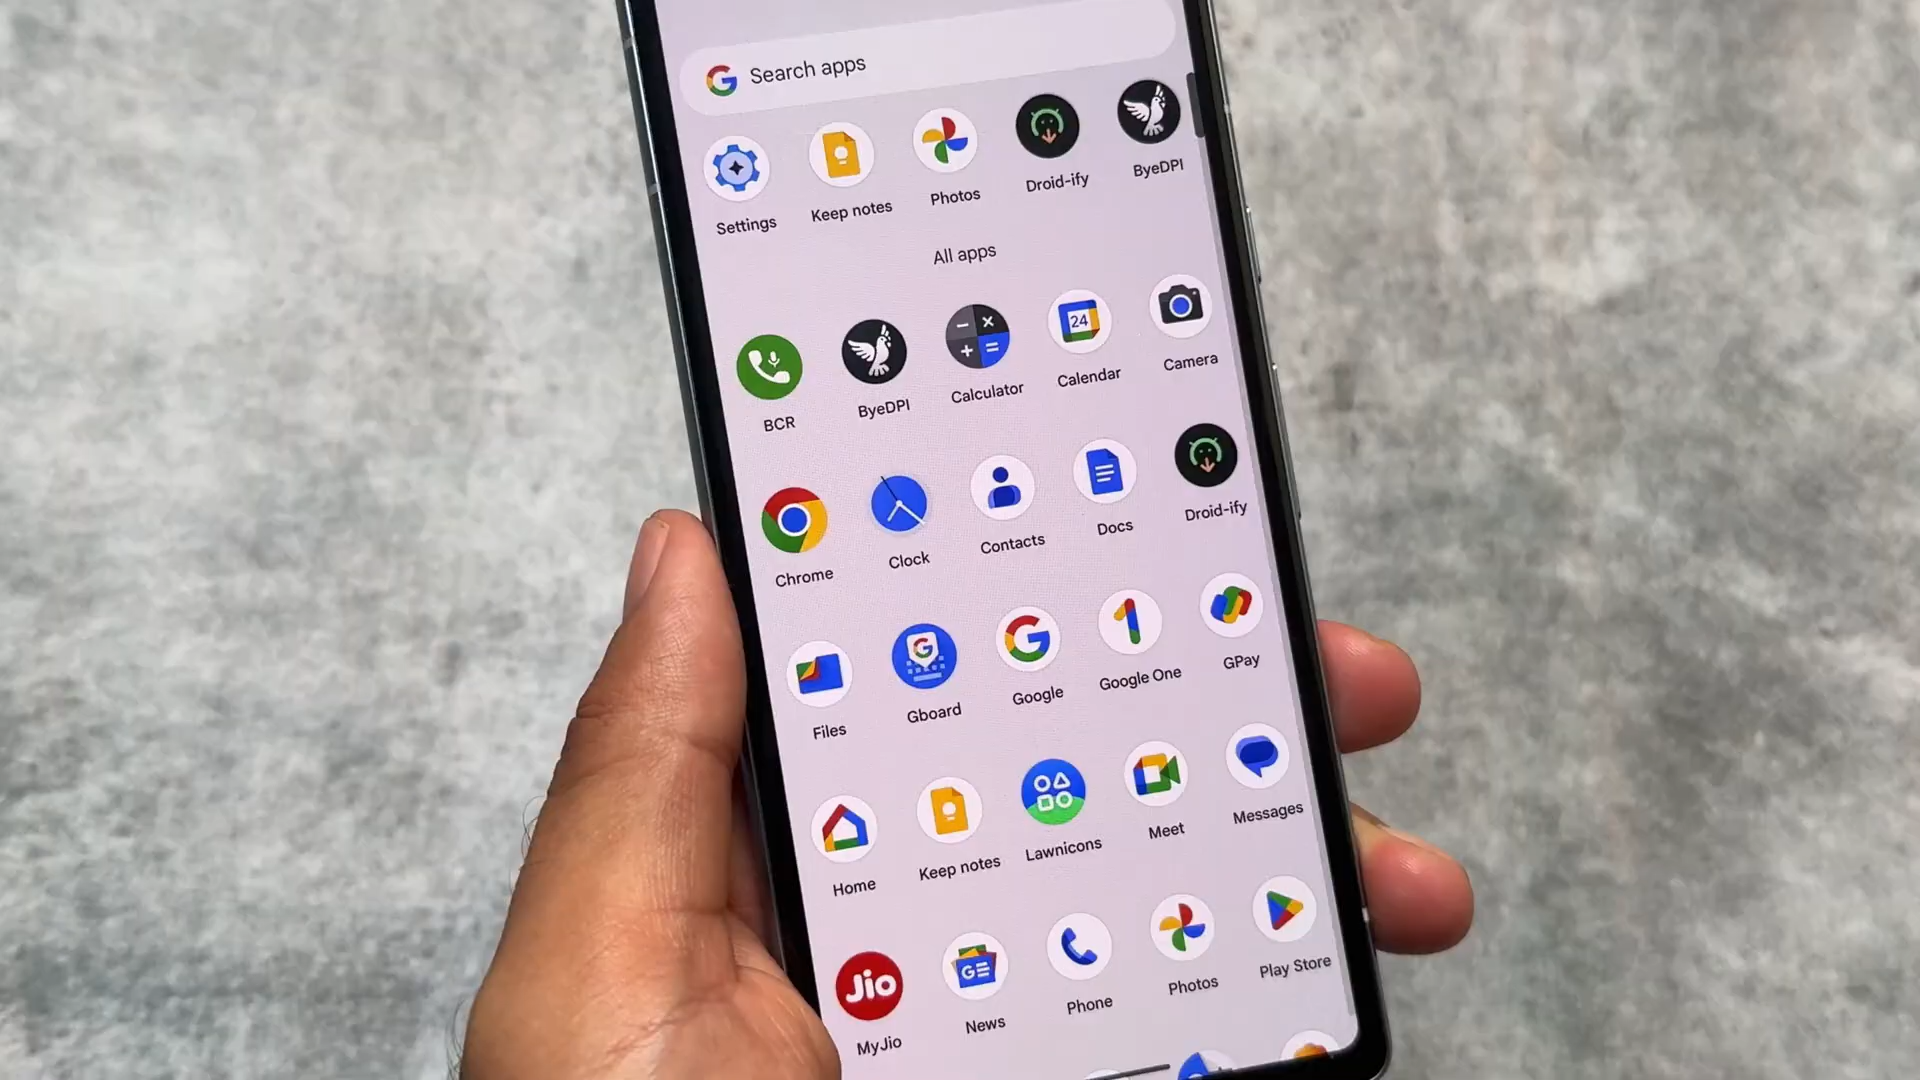 Search apps
Settings
Keep notes
Photos
Droid-ify
ByeDPI
All apps
BCR
ByeDPI
Calculator
24
Calendar
Camera
Chrome
Clock
Contacts
Docs
Droid-ify
Files
Gboard
Google
Google One
GPay
Home
Keep notes
Lawnicons
Meet
Messages
Jio
MyJio
News
Phone
Photos
Play Store